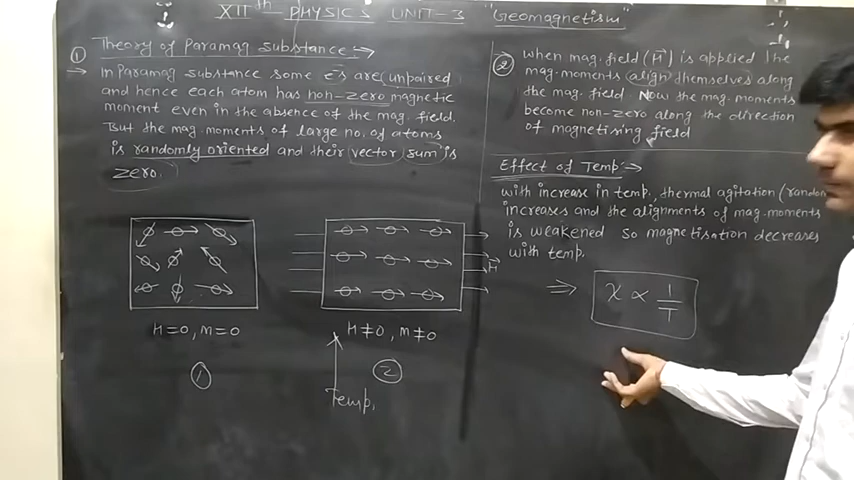 XII th PHYSICS UNIT-3 "Geomagnetism"
① Theory of Paramag Substance:→
→ In Paramag substance some e⁻s are unpaired
and hence each atom has non-zero magnetic
moment even in the absence of the mag. field.
But the mag. moments of large no. of atoms
is randomly oriented and their vector sum is
zero.
H=0, M=0
①
H≠0, M≠0
②
H
Temp.
② When mag. field (H) is applied the
mag. moments align themselves along
the mag. field Now the mag. moments
become non-zero along the direction
of magnetising field
Effect of Temp:→
with increase in temp., thermal agitation (random
increases and the alignments of mag. moments
is weakened so magnetisation decreases
with temp.
⇒ χ ∝ 1/T